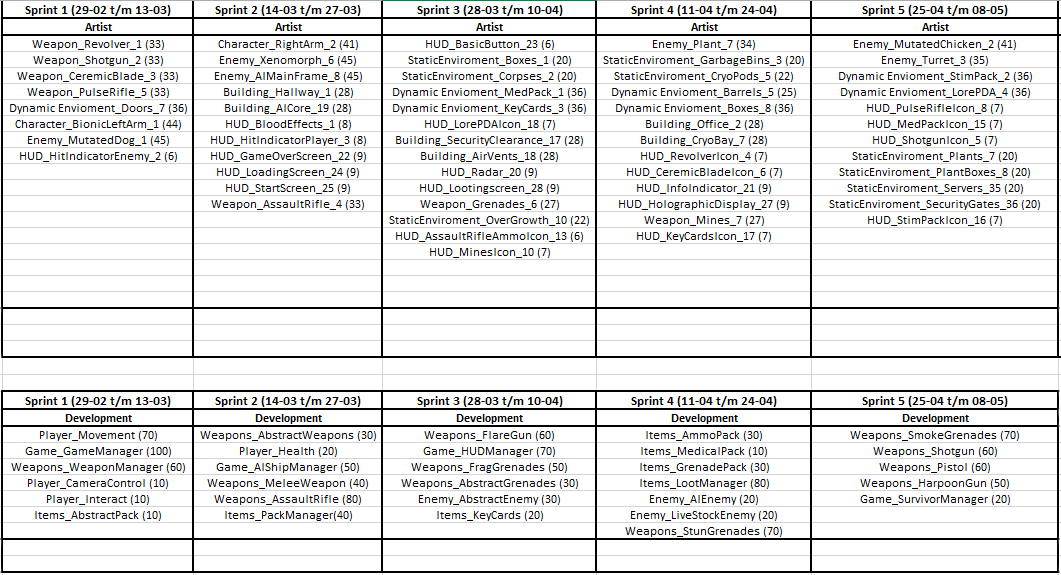 Sprint 1 (29-02 t/m 13-03) Sprint 2 (14-03 t/m 27-03) Sprint 3 (28-03 t/m 10-04) Sprint 4 (11-04 t/m 24-04) Sprint 5 (25-04 t/m 08-05)
Artist Artist Artist Artist Artist
Weapon_Revolver_1 (33) Character_RightArm_2 (41) HUD_BasicButton_23 (6) Enemy_Plant_7 (34) Enemy_MutatedChicken_2 (41)
Weapon_Shotgun_2 (33) Enemy_Xenomorph_6 (45) StaticEnviroment_Boxes_1 (20) StaticEnviroment_GarbageBins_3 (20) Enemy_Turret_3 (35)
Weapon_CeremicBlade_3 (33) Enemy_AIMainFrame_8 (45) StaticEnviroment_Corpses_2 (20) StaticEnviroment_CryoPods_5 (22) Dynamic Envioment_StimPack_2 (36)
Weapon_PulseRifle_5 (33) Building_Hallway_1 (28) Dynamic Envioment_MedPack_1 (36) Dynamic Envioment_Barrels_5 (25) Dynamic Envioment_LorePDA_4 (36)
Dynamic Envioment_Doors_7 (36) Building_AICore_19 (28) Dynamic Envioment_KeyCards_3 (36) Dynamic Envioment_Boxes_8 (36) HUD_PulseRifleIcon_8 (7)
Character_BionicLeftArm_1 (44) HUD_BloodEffects_1 (8) HUD_LorePDAIcon_18 (7) Building_Office_2 (28) HUD_MedPackIcon_15 (7)
Enemy_MutatedDog_1 (45) HUD_HitIndicatorPlayer_3 (8) Building_SecurityClearance_17 (28) Building_CryoBay_7 (28) HUD_ShotgunIcon_5 (7)
HUD_HitIndicatorEnemy_2 (6) HUD_GameOverScreen_22 (9) Building_AirVents_18 (28) HUD_RevolverIcon_4 (7) StaticEnviroment_Plants_7 (20)
HUD_LoadingScreen_24 (9) HUD_Radar_20 (9) HUD_CeremicBladeIcon_6 (7) StaticEnviroment_PlantBoxes_8 (20)
HUD_StartScreen_25 (9) HUD_Lootingscreen_28 (9) HUD_InfoIndicator_21 (9) StaticEnviroment_Servers_35 (20)
Weapon_AssaultRifle_4 (33) Weapon_Grenades_6 (27) HUD_HolographicDisplay_27 (9) StaticEnviroment_SecurityGates_36 (20)
StaticEnviroment_OverGrowth_10 (22) Weapon_Mines_7 (27) HUD_StimPackIcon_16 (7)
HUD_AssaultRifleAmmoIcon_13 (6) HUD_KeyCardsIcon_17 (7)
HUD_MinesIcon_10 (7)
Sprint 1 (29-02 t/m 13-03) Sprint 2 (14-03 t/m 27-03) Sprint 3 (28-03 t/m 10-04) Sprint 4 (11-04 t/m 24-04) Sprint 5 (25-04 t/m 08-05)
Development Development Development Development Development
Player_Movement (70) Weapons_AbstractWeapons (30) Weapons_FlareGun (60) Items_AmmoPack (30) Weapons_SmokeGrenades (70)
Game_GameManager (100) Player_Health (20) Game_HUDManager (70) Items_MedicalPack (10) Weapons_Shotgun (60)
Weapons_WeaponManager (60) Game_AIShipManager (50) Weapons_FragGrenades (50) Items_GrenadePack (30) Weapons_Pistol (60)
Player_CameraControl (10) Weapons_MeleeWeapon (40) Weapons_AbstractGrenades (30) Items_LootManager (80) Weapons_HarpoonGun (50)
Player_Interact (10) Weapons_AssaultRifle (80) Enemy_AbstractEnemy (30) Enemy_AIEnemy (20) Game_SurvivorManager (20)
Items_AbstractPack (10) Items_PackManager(40) Items_KeyCards (20) Enemy_LiveStockEnemy (20)
Weapons_StunGrenades (70)